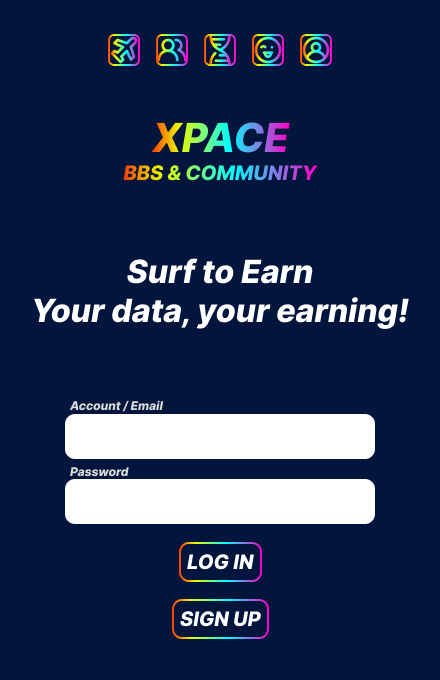 XPACE
BBS & COMMUNITY
Surf to Earn
Your data, your earning!
Account / Email
Password
LOG IN
SIGN UP